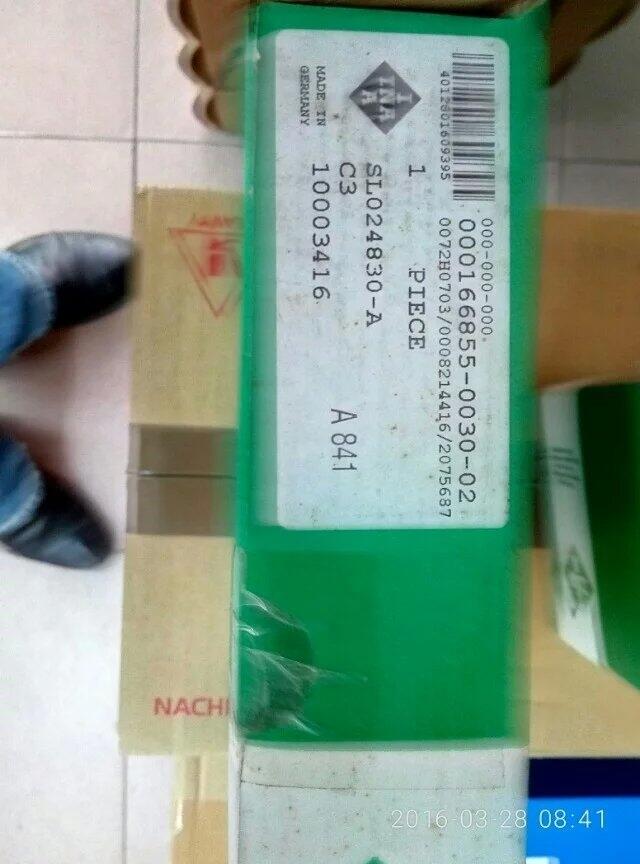 4012801609395
000-000-000.
000166855-0030-02
0072H0703/0008214416/2075687
1 PIECE
INA
SL024830-A
C3
MADE IN
GERMANY
10003416
A 841
NACHI
2016-03-28 08:41